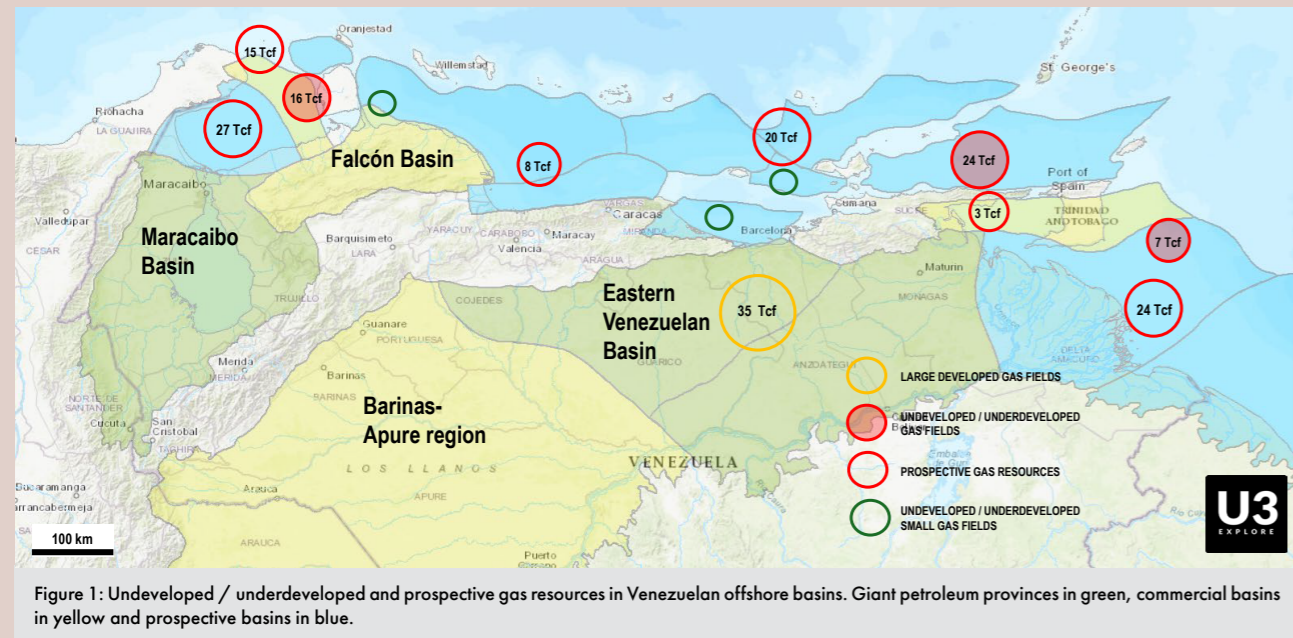 Oranjestad
15 Tcf
Willemstad
St George's
16 Tcf
Riohacha
LA GUAJIRA
27 Tcf
20 Tcf
Falcón Basin
8 Tcf
24 Tcf
Port of
Spain
Maracaibo
Cumana
SUCRE
3 Tcf
TRINIDAD
AND TOBAGO
Valledupar
VARGAS
Caracas
MIRANDA
Barcelona
7 Tcf
CESAR
Barquisimeto
LARA
YARACUY
CARABOBO
Maracay
Valencia
ARAGUA
Maracaibo
Basin
Maturin
MONAGAS
TRUJILLO
COJEDES
Eastern
Venezuelan
Basin
35 Tcf
24 Tcf
Guanare
PORTUGUESA
GUARICO
ANZOATEGUI
DELTA
AMACURO
Merida
MERIDA
Barinas
BARINAS
NORTE DE
SANTANDER
Cucuta
San
Cristobal
TACHIRA
Barinas-
Apure region
LARGE DEVELOPED GAS FIELDS
UNDEVELOPED / UNDERDEVELOPED
GAS FIELDS
LOS LLANOS
VENEZUELA
PROSPECTIVE GAS RESOURCES
Bucaramanga
arrancabermeja
Arauca
APURE
UNDEVELOPED / UNDERDEVELOPED
SMALL GAS FIELDS
U3
EXPLORE
100 km
ARAUCA
Puerto
Figure 1: Undeveloped / underdeveloped and prospective gas resources in Venezuelan offshore basins. Giant petroleum provinces in green, commercial basins
in yellow and prospective basins in blue.